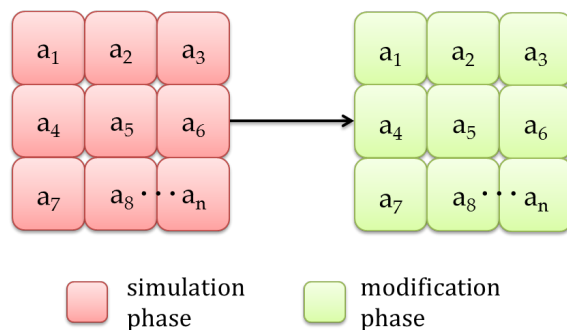 a1 a2 a3 a1 a2 a3
a4 a5 a6 a4 a5 a6
a7 a8 ··· an a7 a8 ··· an
simulation phase
modification phase